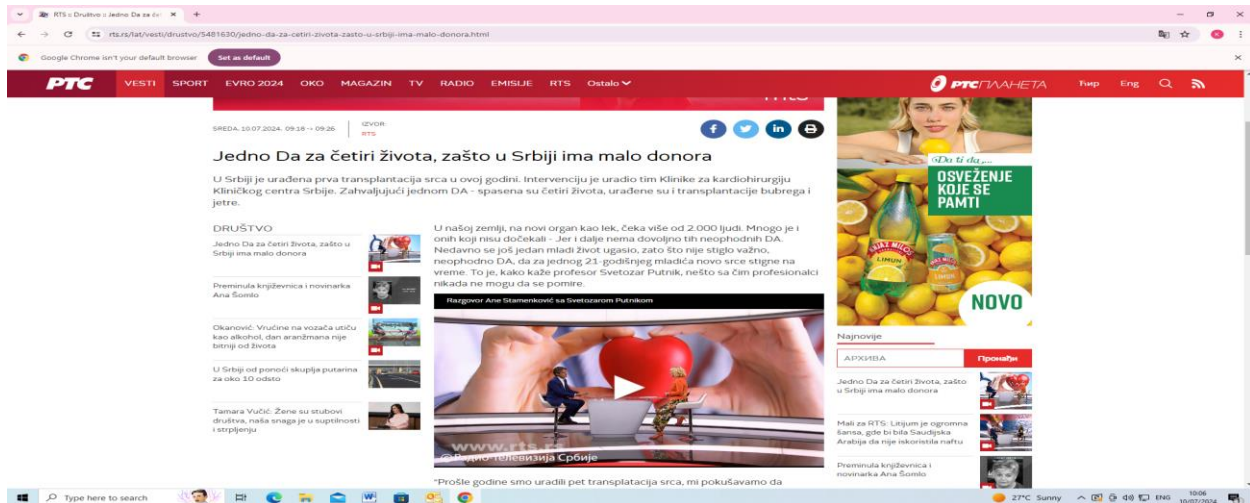 RTS :: Društvo :: Jedno Da za čet
rts.rs/lat/vesti/drustvo/5481630/jedno-da-za-cetiri-zivota-zasto-u-srbiji-ima-malo-donora.html
Google Chrome isn't your default browser
Set as default
РТС
VESTI SPORT EVRO 2024 OKO MAGAZIN TV RADIO EMISIJE RTS Ostalo
РТС ПЛАНЕТА
Ћир Eng
SREDA, 10.07.2024, 09:18 -> 09:26
IZVOR:
RTS
Jedno Da za četiri života, zašto u Srbiji ima malo donora
U Srbiji je urađena prva transplantacija srca u ovoj godini. Intervenciju je uradio tim Klinike za kardiohirurgiju
Kliničkog centra Srbije. Zahvaljujući jednom DA - spasena su četiri života, urađene su i transplantacije bubrega i
jetre.
DRUŠTVO
Jedno Da za četiri života, zašto u
Srbiji ima malo donora
Preminula književnica i novinarka
Ana Šomlo
Okanović: Vrućine na vozača utiču
kao alkohol, dan aranžmana nije
bitniji od života
U Srbiji od ponoći skuplja putarina
za oko 10 odsto
Tamara Vučić: Žene su stubovi
društva, naša snaga je u suptilnosti
i strpljenju
U našoj zemlji, na novi organ kao lek, čeka više od 2.000 ljudi. Mnogo je i
onih koji nisu dočekali - Jer i dalje nema dovoljno tih neophodnih DA.
Nedavno se još jedan mladi život ugasio, zato što nije stiglo važno,
neophodno DA, da za jednog 21-godišnjeg mladića novo srce stigne na
vreme. To je, kako kaže profesor Svetozar Putnik, nešto sa čim profesionalci
nikada ne mogu da se pomire.
Razgovor Ane Stamenković sa Svetozarom Putnikom
www.rts.rs
©Радио телевизија Србије
"Prošle godine smo uradili pet transplatacija srca, mi pokušavamo da
Da ti da...
OSVEŽENJE
KOJE SE
PAMTI
KNJAZ MILOŠ
LIMUN
LIMUN
NOVO
Najnovije
АРХИВА
Пронађи
Jedno Da za četiri života, zašto
u Srbiji ima malo donora
Mali za RTS: Litijum je ogromna
šansa, gde bi bila Saudijska
Arabija da nije iskoristila naftu
Preminula književnica i
novinarka Ana Šomlo
Type here to search
27°C Sunny
ENG
10:06
10/07/2024